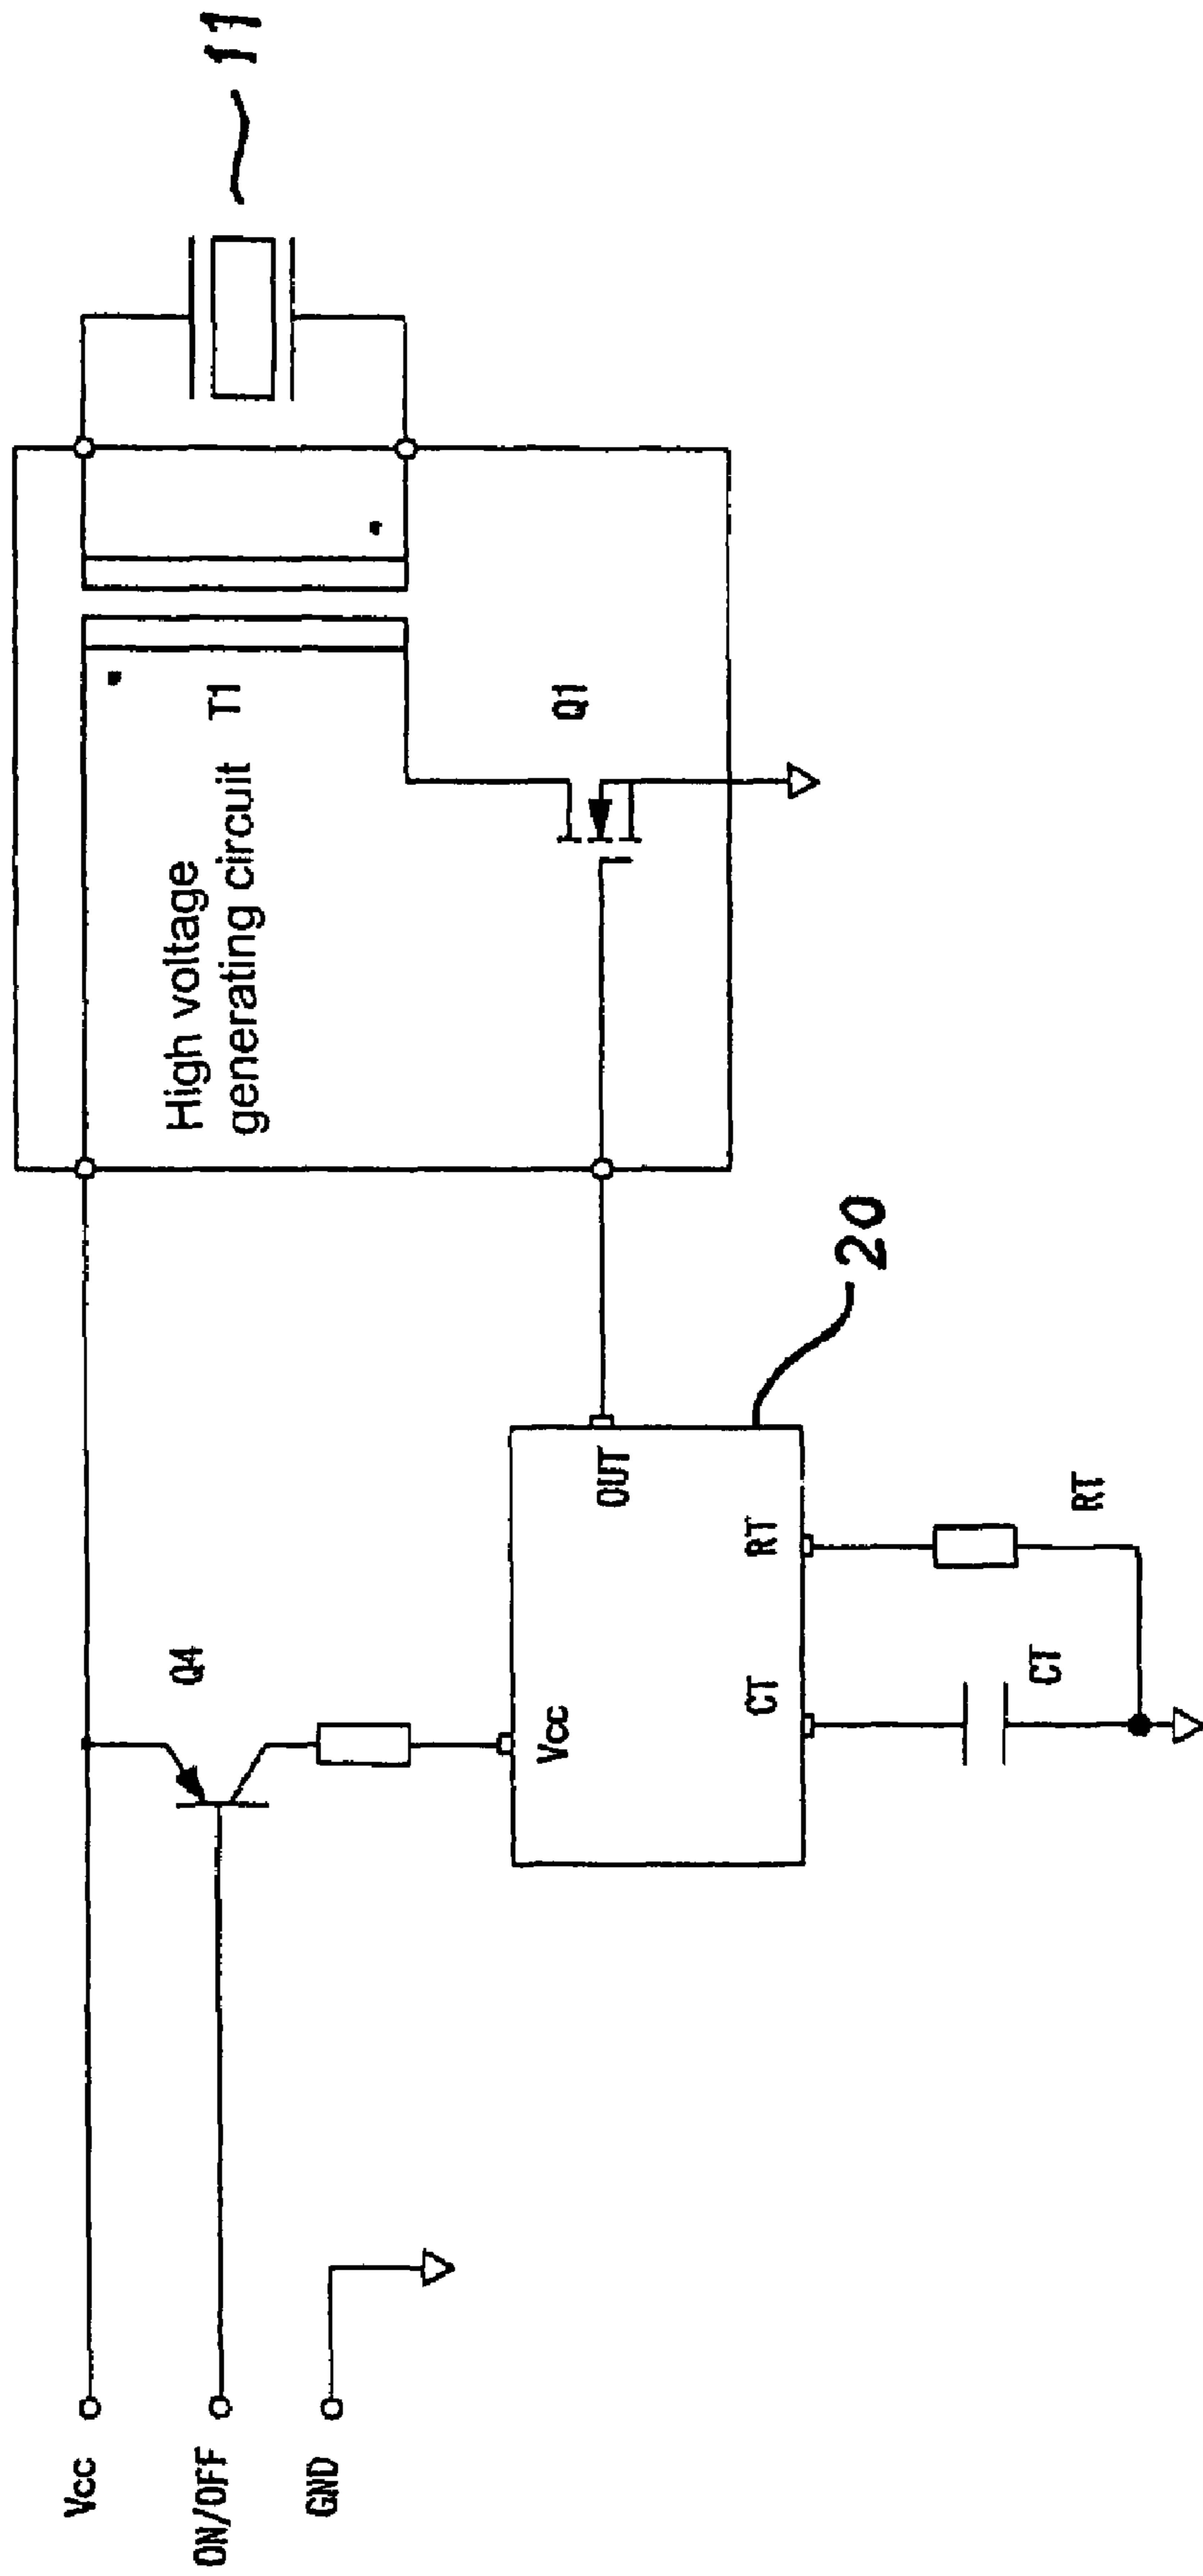 Vcc
ON/OFF
GND
Q4
Vcc
OUT
CT
RT
CT
RT
20
High voltage
generating circuit
T1
Q1
11